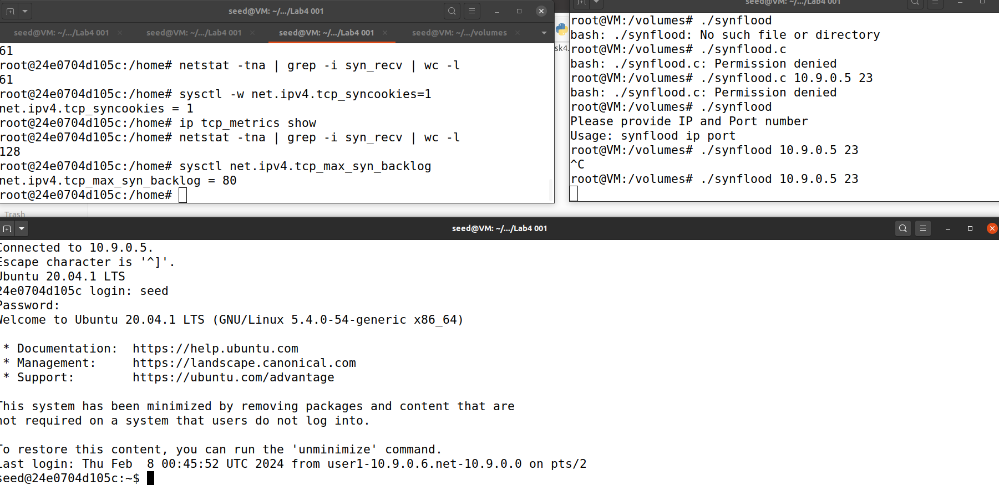 seed@VM: ~/.../Lab4 001
seed@VM: ~/.../Lab4 001
seed@VM: ~/.../Lab4 001
seed@VM: ~/.../Lab4 001
seed@VM: ~/.../volumes
61
root@24e0704d105c:/home# netstat -tna | grep -i syn_recv | wc -l
61
root@24e0704d105c:/home# sysctl -w net.ipv4.tcp_syncookies=1
net.ipv4.tcp_syncookies = 1
root@24e0704d105c:/home# ip tcp_metrics show
root@24e0704d105c:/home# netstat -tna | grep -i syn_recv | wc -l
128
root@24e0704d105c:/home# sysctl net.ipv4.tcp_max_syn_backlog
net.ipv4.tcp_max_syn_backlog = 80
root@24e0704d105c:/home#
sk4.
seed@VM: ~/.../Lab4 001
root@VM:/volumes# ./synflood
bash: ./synflood: No such file or directory
root@VM:/volumes# ./synflood.c
bash: ./synflood.c: Permission denied
root@VM:/volumes# ./synflood.c 10.9.0.5 23
bash: ./synflood.c: Permission denied
root@VM:/volumes# ./synflood
Please provide IP and Port number
Usage: synflood ip port
root@VM:/volumes# ./synflood 10.9.0.5 23
^C
root@VM:/volumes# ./synflood 10.9.0.5 23
Trash
seed@VM: ~/.../Lab4 001
Connected to 10.9.0.5.
Escape character is '^]'.
Ubuntu 20.04.1 LTS
24e0704d105c login: seed
Password:
Welcome to Ubuntu 20.04.1 LTS (GNU/Linux 5.4.0-54-generic x86_64)
* Documentation:  https://help.ubuntu.com
* Management:     https://landscape.canonical.com
* Support:        https://ubuntu.com/advantage
This system has been minimized by removing packages and content that are
not required on a system that users do not log into.
To restore this content, you can run the 'unminimize' command.
Last login: Thu Feb  8 00:45:52 UTC 2024 from user1-10.9.0.6.net-10.9.0.0 on pts/2
seed@24e0704d105c:~$